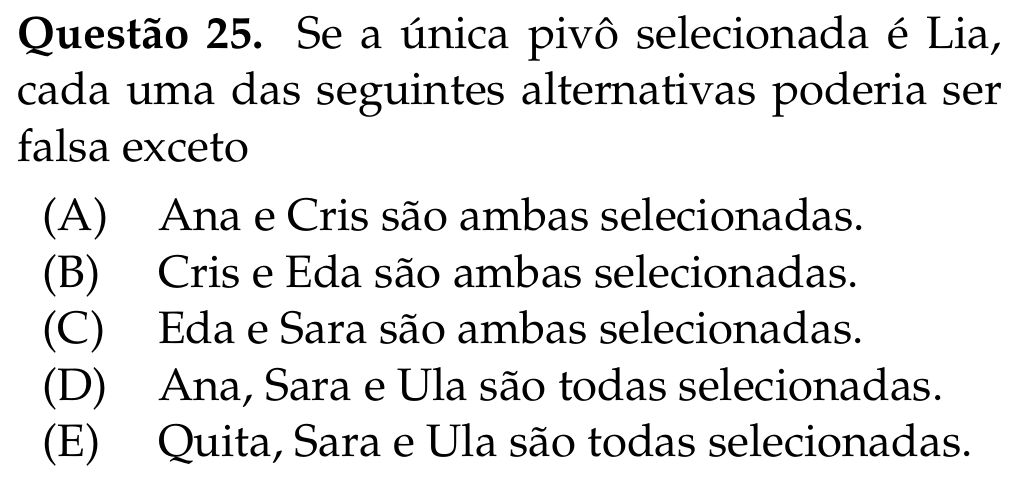 Questão 25. Se a única pivô selecionada é Lia,
cada uma das seguintes alternativas poderia ser
falsa exceto
(A) Ana e Cris são ambas selecionadas.
(B) Cris e Eda são ambas selecionadas.
(C) Eda e Sara são ambas selecionadas.
(D) Ana, Sara e Ula são todas selecionadas.
(E) Quita, Sara e Ula são todas selecionadas.